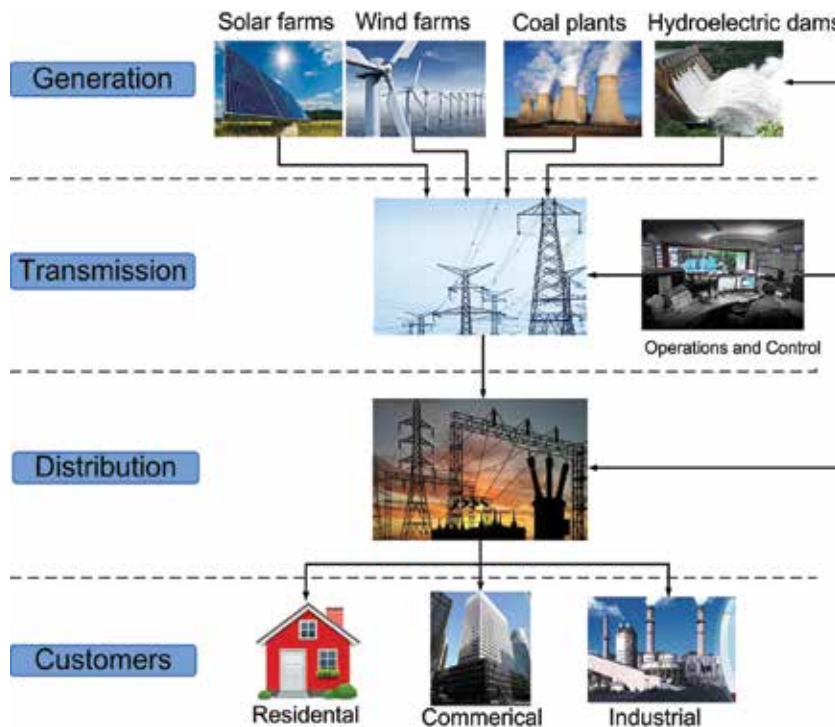 Solar farms Wind farms Coal plants Hydroelectric dams
Generation
Transmission
Operations and Control
Distribution
Customers
Residental Commerical Industrial